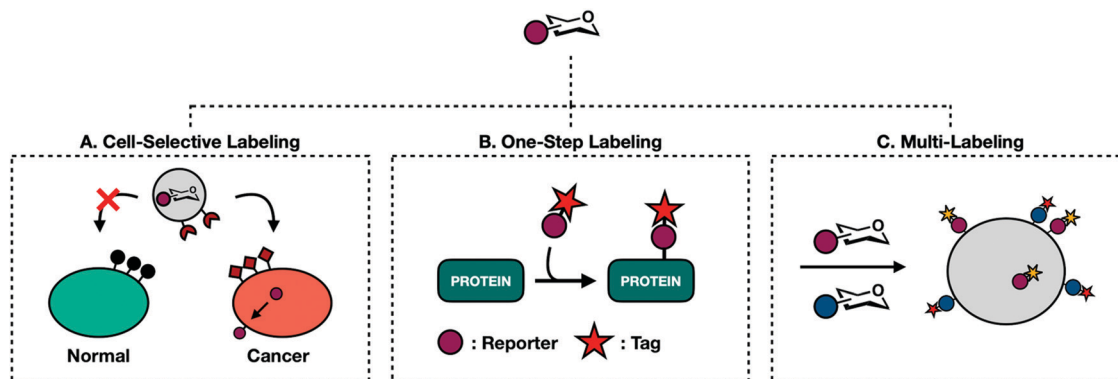 O
A. Cell-Selective Labeling
B. One-Step Labeling
C. Multi-Labeling
O
Normal
Cancer
PROTEIN
PROTEIN
: Reporter
: Tag
O
O